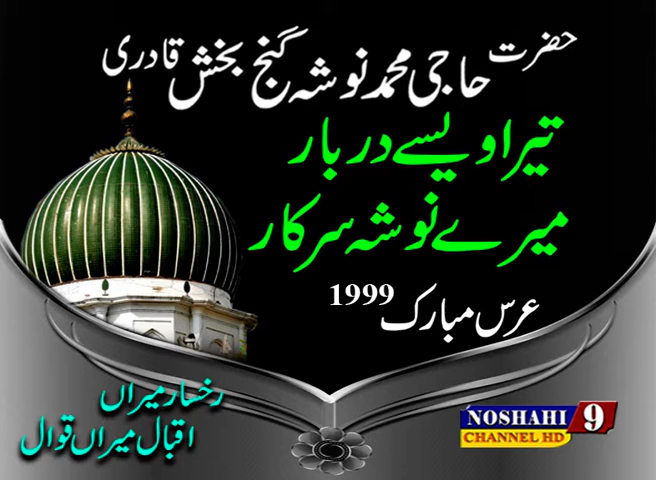 حضرت حاجی محمد نوشہ گنج بخش قادری
تیرا ویسے دربار
میرے نوشہ سرکار
عرس مبارک 1999
رخسار میراں
اقبال میراں قوال
NOSHAHI 9
CHANNEL HD